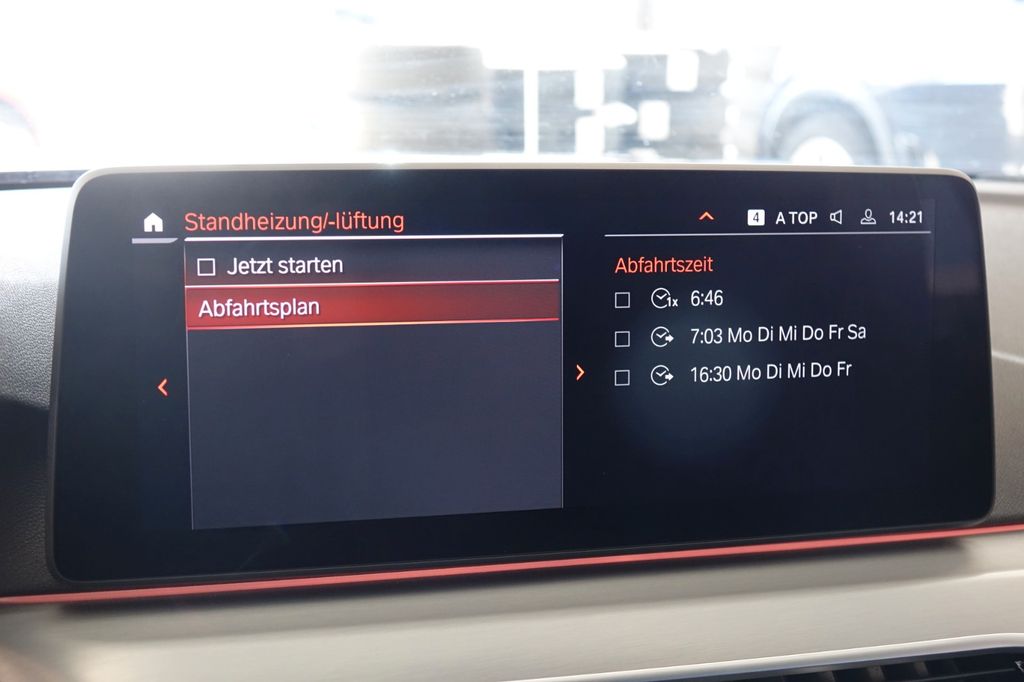 Standheizung/-lüftung
4 A TOP 14:21
Jetzt starten
Abfahrtsplan
Abfahrtszeit
1x 6:46
7:03 Mo Di Mi Do Fr Sa
16:30 Mo Di Mi Do Fr